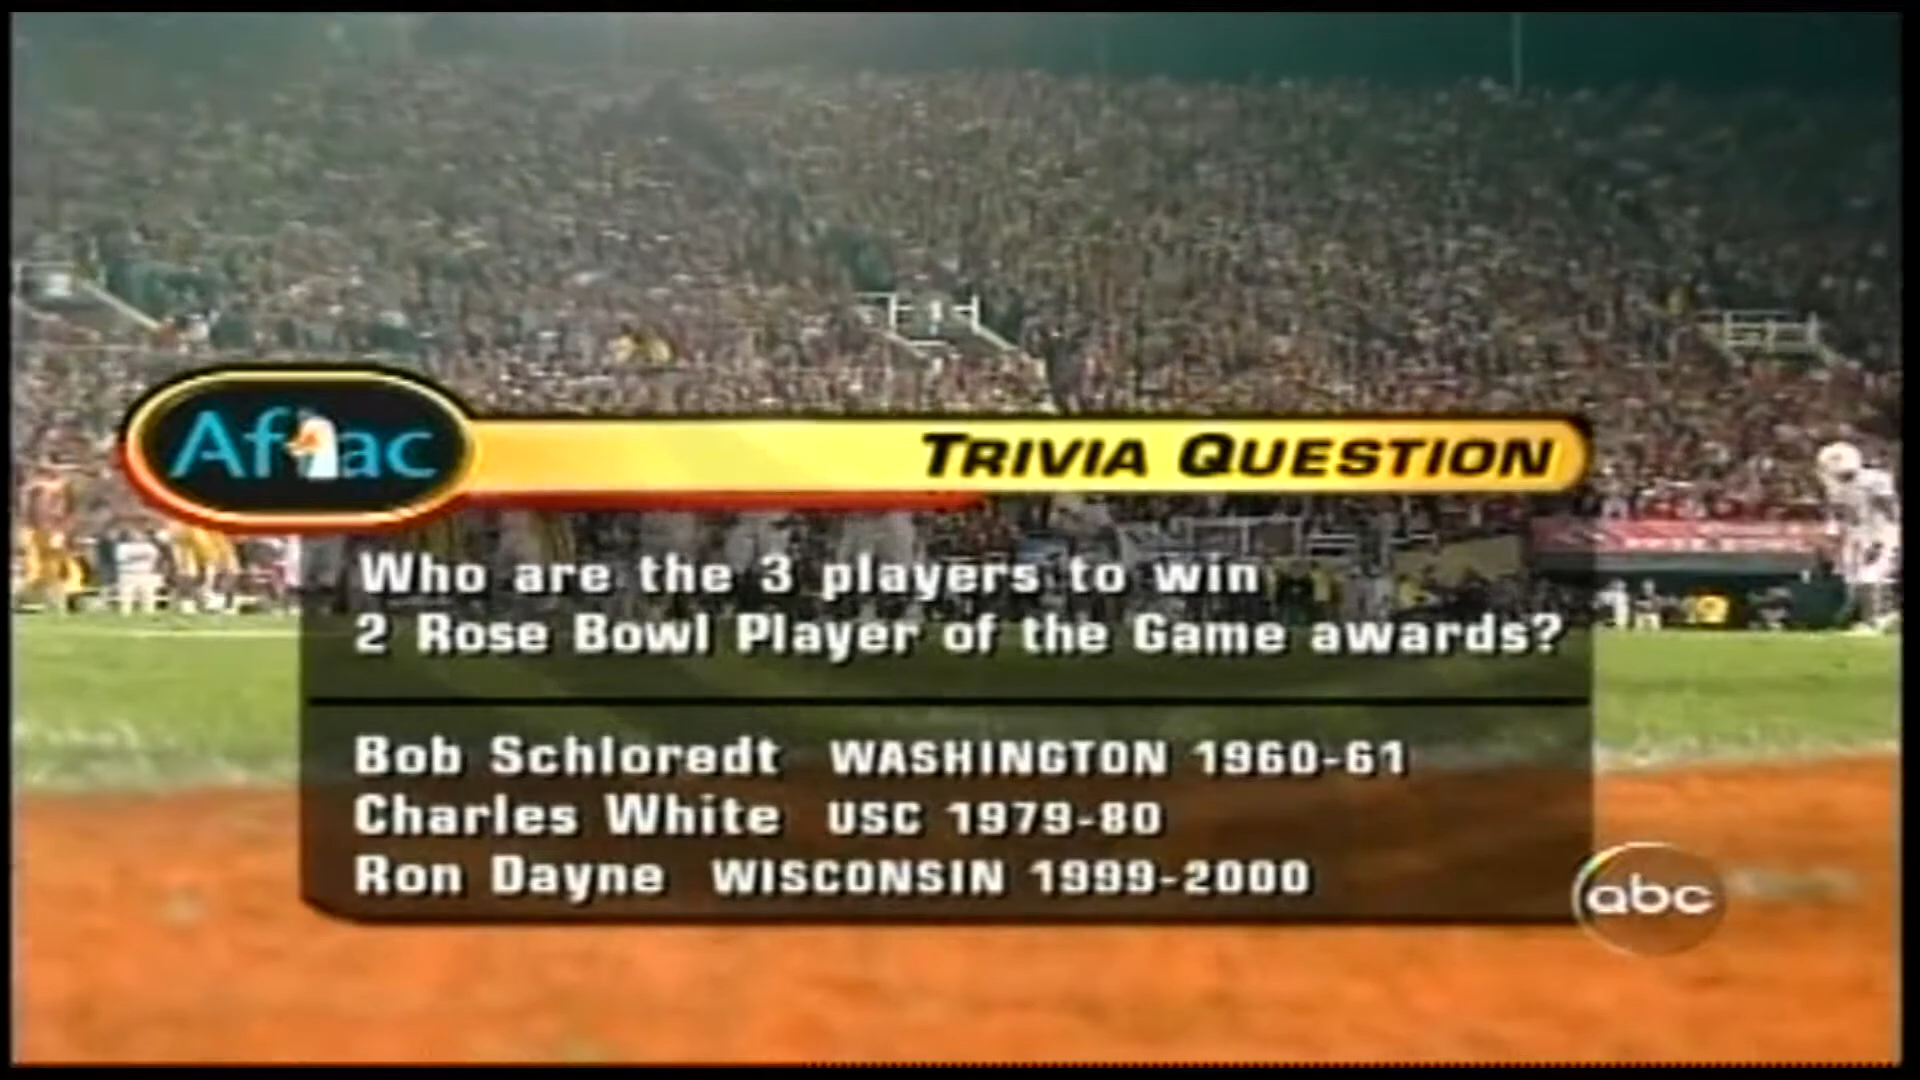 Aflac
TRIVIA QUESTION
Who are the 3 players to win
2 Rose Bowl Player of the Game awards?
Bob Schloredt WASHINGTON 1960-61
Charles White USC 1979-80
Ron Dayne WISCONSIN 1999-2000
abc